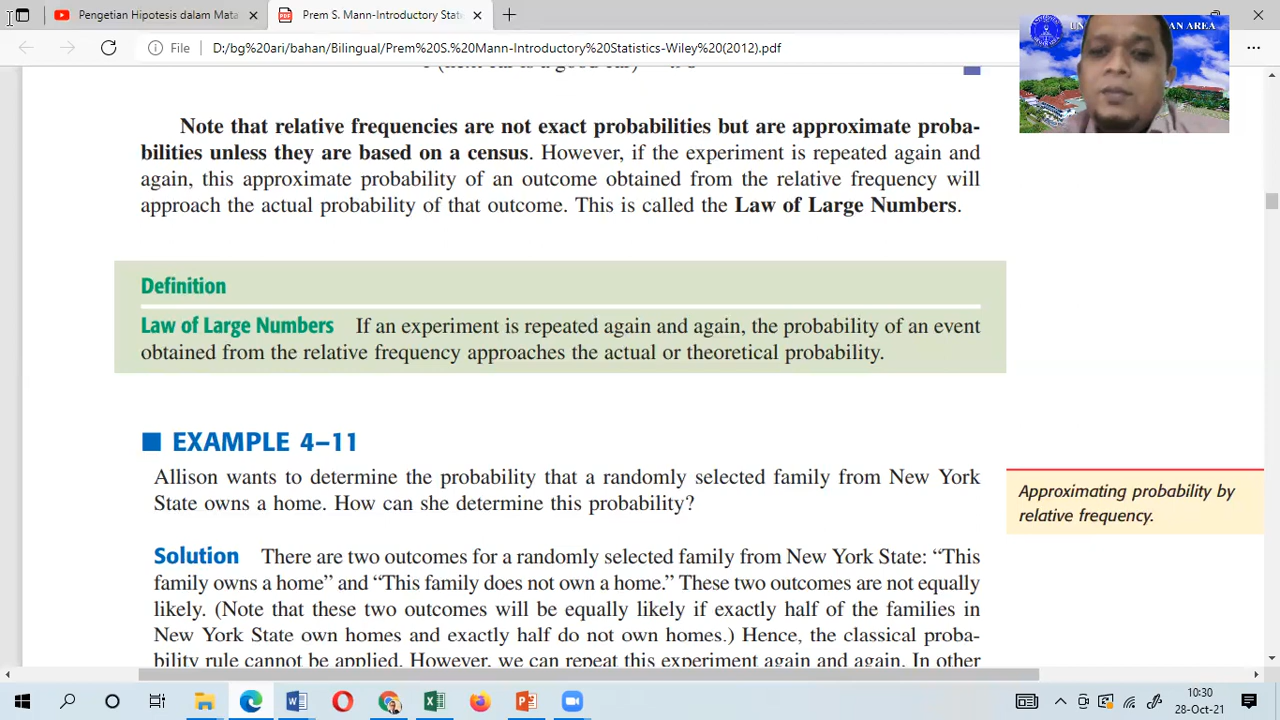 Pengetian Hipotesis dalam Mata
Prem S. Mann-Introductory Stat
File
D:/bg%20ari/bahan/Bilingual/Prem%20S.%20Mann-Introductory%20Statistics-Wiley%20(2012).pdf
AN AREA
Note that relative frequencies are not exact probabilities but are approximate proba-
bilities unless they are based on a census. However, if the experiment is repeated again and
again, this approximate probability of an outcome obtained from the relative frequency will
approach the actual probability of that outcome. This is called the Law of Large Numbers.
Definition
Law of Large Numbers If an experiment is repeated again and again, the probability of an event
obtained from the relative frequency approaches the actual or theoretical probability.
EXAMPLE 4–11
Allison wants to determine the probability that a randomly selected family from New York
State owns a home. How can she determine this probability?
Approximating probability by
relative frequency.
Solution There are two outcomes for a randomly selected family from New York State: “This
family owns a home” and “This family does not own a home.” These two outcomes are not equally
likely. (Note that these two outcomes will be equally likely if exactly half of the families in
New York State own homes and exactly half do not own homes.) Hence, the classical proba-
bility rule cannot be applied. However, we can repeat this experiment again and again. In other
10:30
28-Oct-21